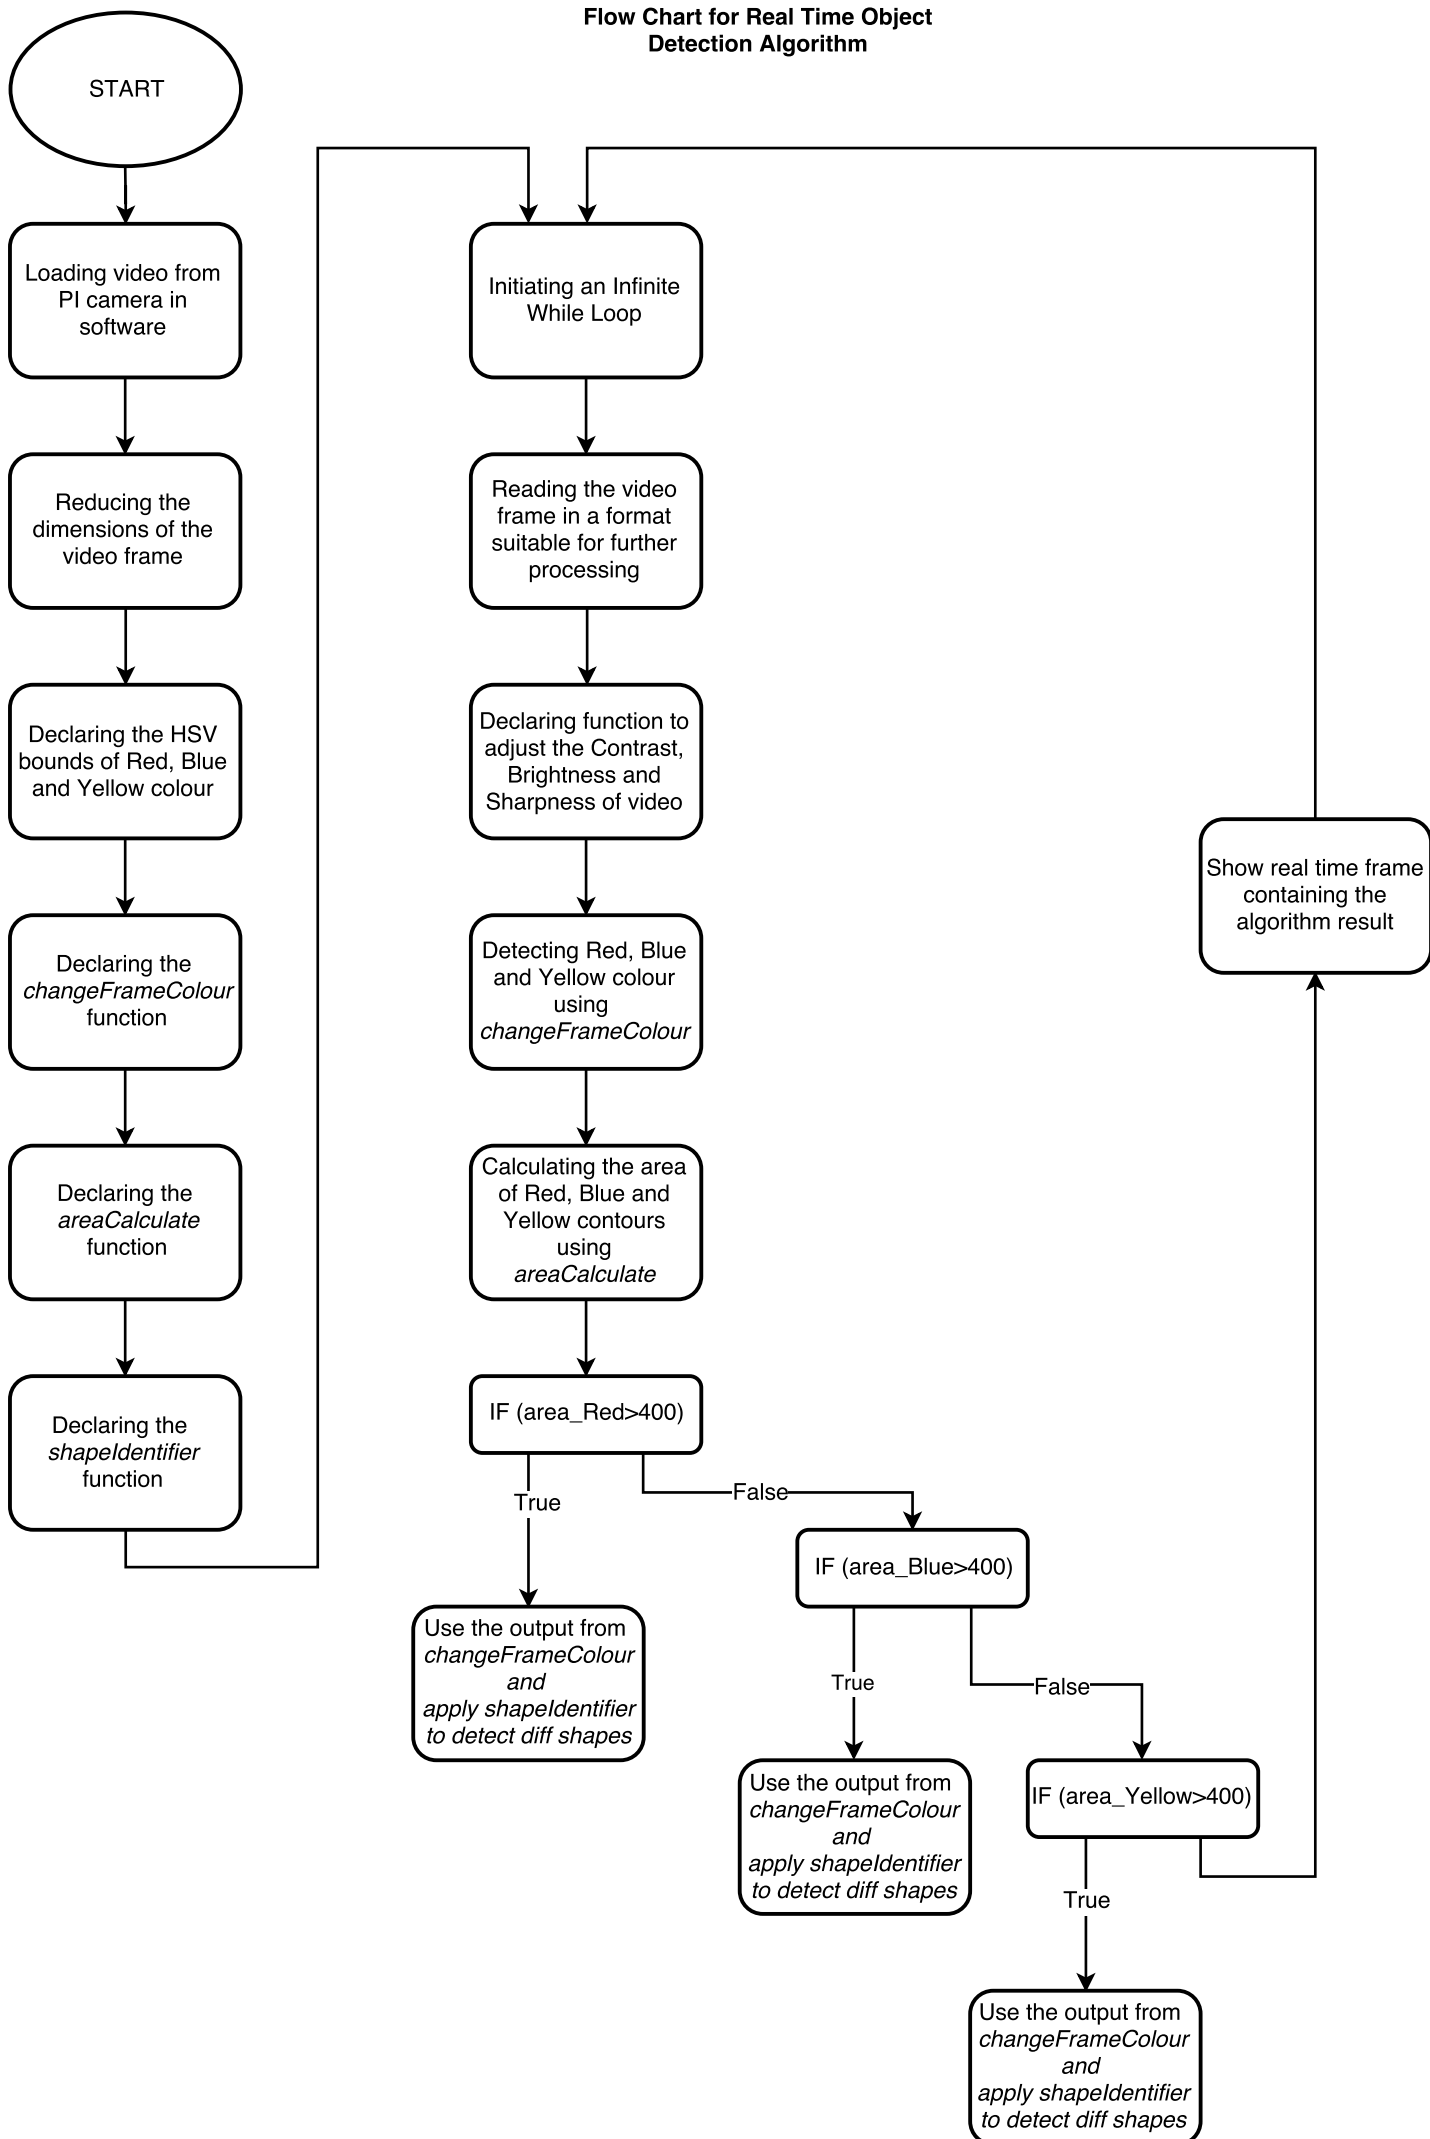 Flow Chart for Real Time Object
Detection Algorithm
START
Loading video from
PI camera in
software
Reducing the
dimensions of the
video frame
Declaring the HSV
bounds of Red, Blue
and Yellow colour
Declaring the
changeFrameColour
function
Declaring the
areaCalculate
function
Declaring the
shapeIdentifier
function
Initiating an Infinite
While Loop
Reading the video
frame in a format
suitable for further
processing
Declaring function to
adjust the Contrast,
Brightness and
Sharpness of video
Detecting Red, Blue
and Yellow colour
using
changeFrameColour
Calculating the area
of Red, Blue and
Yellow contours
using
areaCalculate
IF (area_Red>400)
True
False
Use the output from
changeFrameColour
and
apply shapeIdentifier
to detect diff shapes
IF (area_Blue>400)
True
False
Use the output from
changeFrameColour
and
apply shapeIdentifier
to detect diff shapes
IF (area_Yellow>400)
True
Use the output from
changeFrameColour
and
apply shapeIdentifier
to detect diff shapes
Show real time frame
containing the
algorithm result